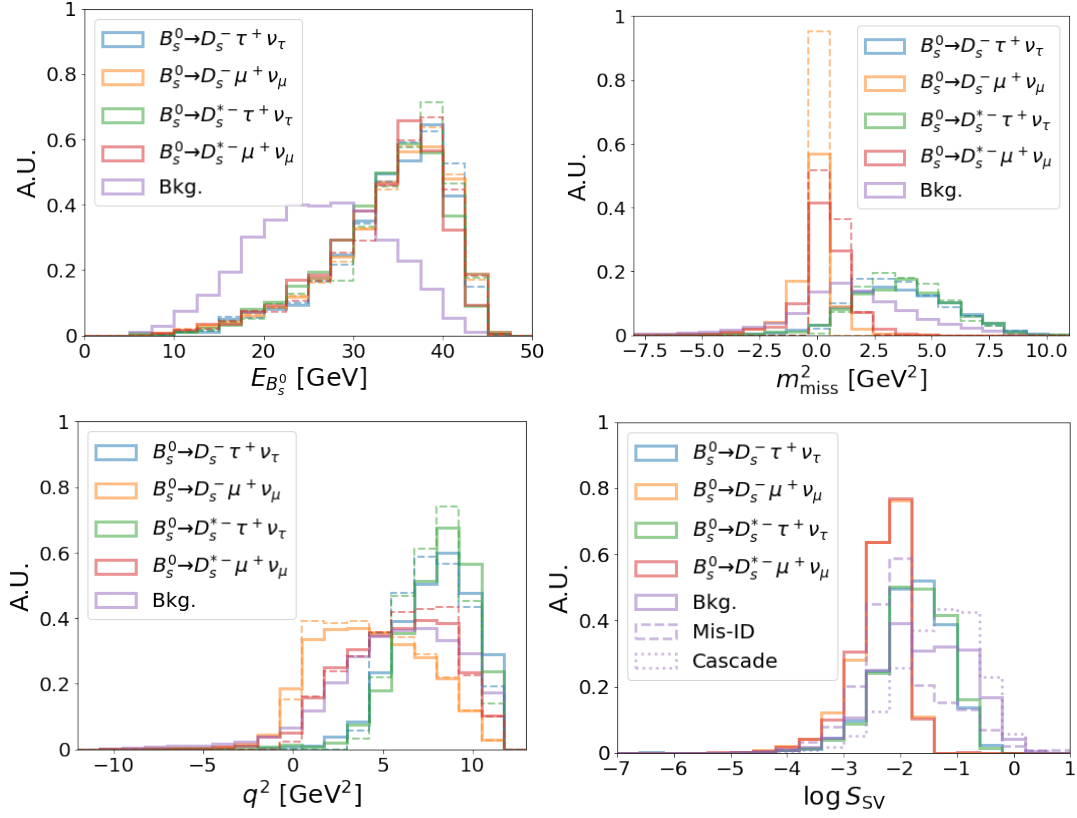 A.U.
1
0.8
0.6
0.4
0.2
0
0
10
20
30
40
50
E_{B_s^0} [GeV]
B_s^0→D_s^- τ^+ ν_τ
B_s^0→D_s^- μ^+ ν_μ
B_s^0→D_s^{*-} τ^+ ν_τ
B_s^0→D_s^{*-} μ^+ ν_μ
Bkg.
A.U.
1
0.8
0.6
0.4
0.2
0
-7.5
-5.0
-2.5
0.0
2.5
5.0
7.5
10.0
m_{miss}^2 [GeV^2]
B_s^0→D_s^- τ^+ ν_τ
B_s^0→D_s^- μ^+ ν_μ
B_s^0→D_s^{*-} τ^+ ν_τ
B_s^0→D_s^{*-} μ^+ ν_μ
Bkg.
A.U.
1
0.8
0.6
0.4
0.2
0
−10
−5
0
5
10
q^2 [GeV^2]
B_s^0→D_s^- τ^+ ν_τ
B_s^0→D_s^- μ^+ ν_μ
B_s^0→D_s^{*-} τ^+ ν_τ
B_s^0→D_s^{*-} μ^+ ν_μ
Bkg.
A.U.
1
0.8
0.6
0.4
0.2
0
−7
−6
−5
−4
−3
−2
−1
0
1
log S_{SV}
B_s^0→D_s^- τ^+ ν_τ
B_s^0→D_s^- μ^+ ν_μ
B_s^0→D_s^{*-} τ^+ ν_τ
B_s^0→D_s^{*-} μ^+ ν_μ
Bkg.
Mis-ID
Cascade